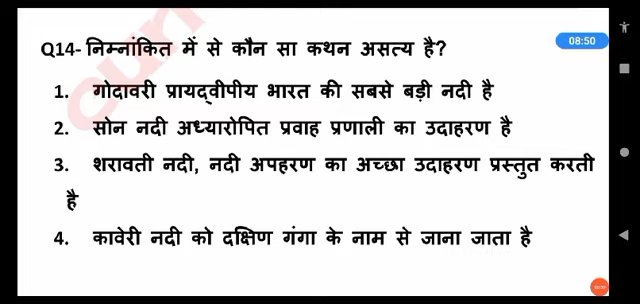 08:50
Q14- निम्नांकित में से कौन सा कथन असत्य है?
1. गोदावरी प्रायद्वीपीय भारत की सबसे बड़ी नदी है
2. सोन नदी अध्यारोपित प्रवाह प्रणाली का उदाहरण है
3. शरावती नदी, नदी अपहरण का अच्छा उदाहरण प्रस्तुत करती
है
4. कावेरी नदी को दक्षिण गंगा के नाम से जाना जाता है